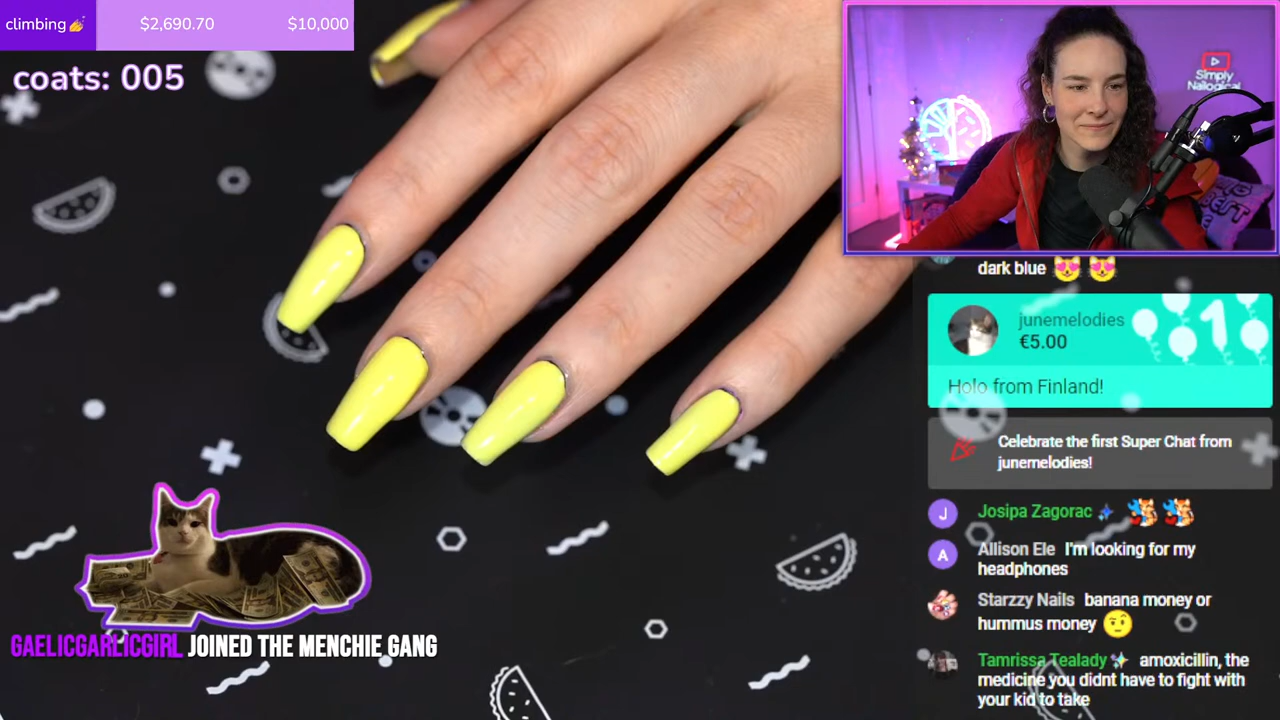 climbing💅 $2,690.70 $10,000
coats: 005
Simply
Nailogical
dark blue 😻 😻
junemelodies
€5.00
1
Holo from Finland!
Celebrate the first Super Chat from
junemelodies!
J Josipa Zagorac
A Allison Ele I'm looking for my
headphones
Starzzy Nails banana money or
hummus money 🤨
Tamrissa Tealady amoxicillin, the
medicine you didnt have to fight with
your kid to take
GAELICGARLICGIRL JOINED THE MENCHIE GANG